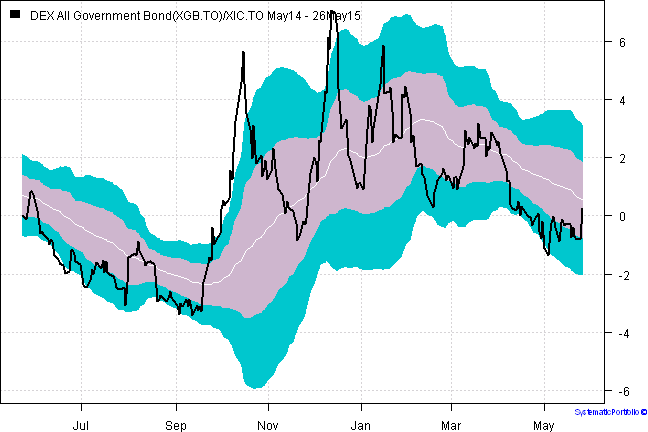 DEX All Government Bond(XGB.TO)/XIC.TO May14 - 26May15
6
4
2
0
-2
-4
-6
Jul Sep Nov Jan Mar May
SystematicPortfolio ©